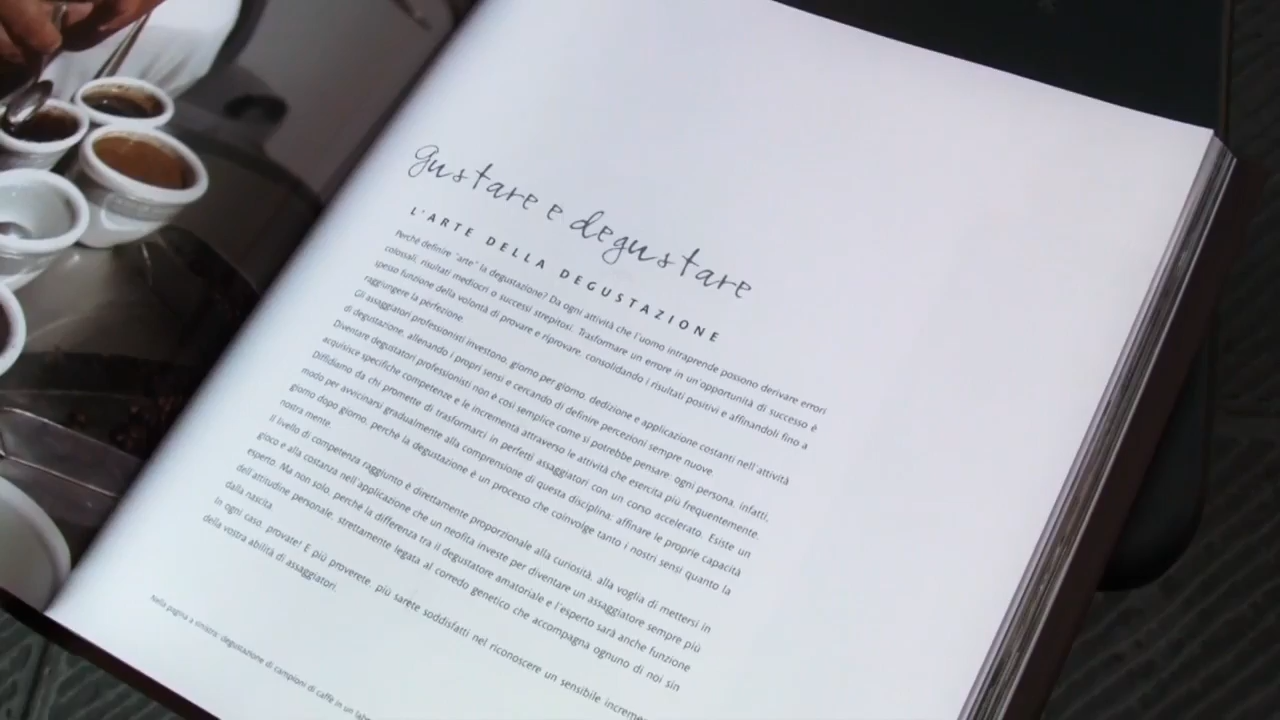 gustare e degustare
L'ARTE DELLA DEGUSTAZIONE
Perché definire "arte" la degustazione? Da ogni attività che l'uomo intraprende possono derivare errori
colossali, risultati mediocri o successi strepitosi. Trasformare un errore in un'opportunità di successo è
spesso funzione della volontà di provare e riprovare, consolidando i risultati positivi e affinandoli fino a
raggiungere la perfezione.
Gli assaggiatori professionisti investono, giorno per giorno, dedizione e applicazione costanti nell'attività
di degustazione, allenando i propri sensi e cercando di definire percezioni sempre nuove.
Diventare degustatori professionisti non è così semplice come si potrebbe pensare: ogni persona, infatti,
acquisisce specifiche competenze e le incrementa attraverso le attività che esercita più frequentemente.
Diffidiamo da chi promette di trasformarci in perfetti assaggiatori con un corso accelerato. Esiste un
modo per avvicinarsi gradualmente alla comprensione di questa disciplina: affinare le proprie capacità
giorno dopo giorno, perché la degustazione è un processo che coinvolge tanto i nostri sensi quanto la
nostra mente.
Il livello di competenza raggiunto è direttamente proporzionale alla curiosità, alla voglia di mettersi in
gioco e alla costanza nell'applicazione che un neofita investe per diventare un assaggiatore sempre più
esperto. Ma non solo, perché la differenza tra il degustatore amatoriale e l'esperto sarà anche funzione
dell'attitudine personale, strettamente legata al corredo genetico che accompagna ognuno di noi sin
dalla nascita.
In ogni caso, provate! E più proverete, più sarete soddisfatti nel riconoscere un sensibile increme
della vostra abilità di assaggiatori.
Nella pagina a sinistra: degustazione di campioni di caffè in un lab